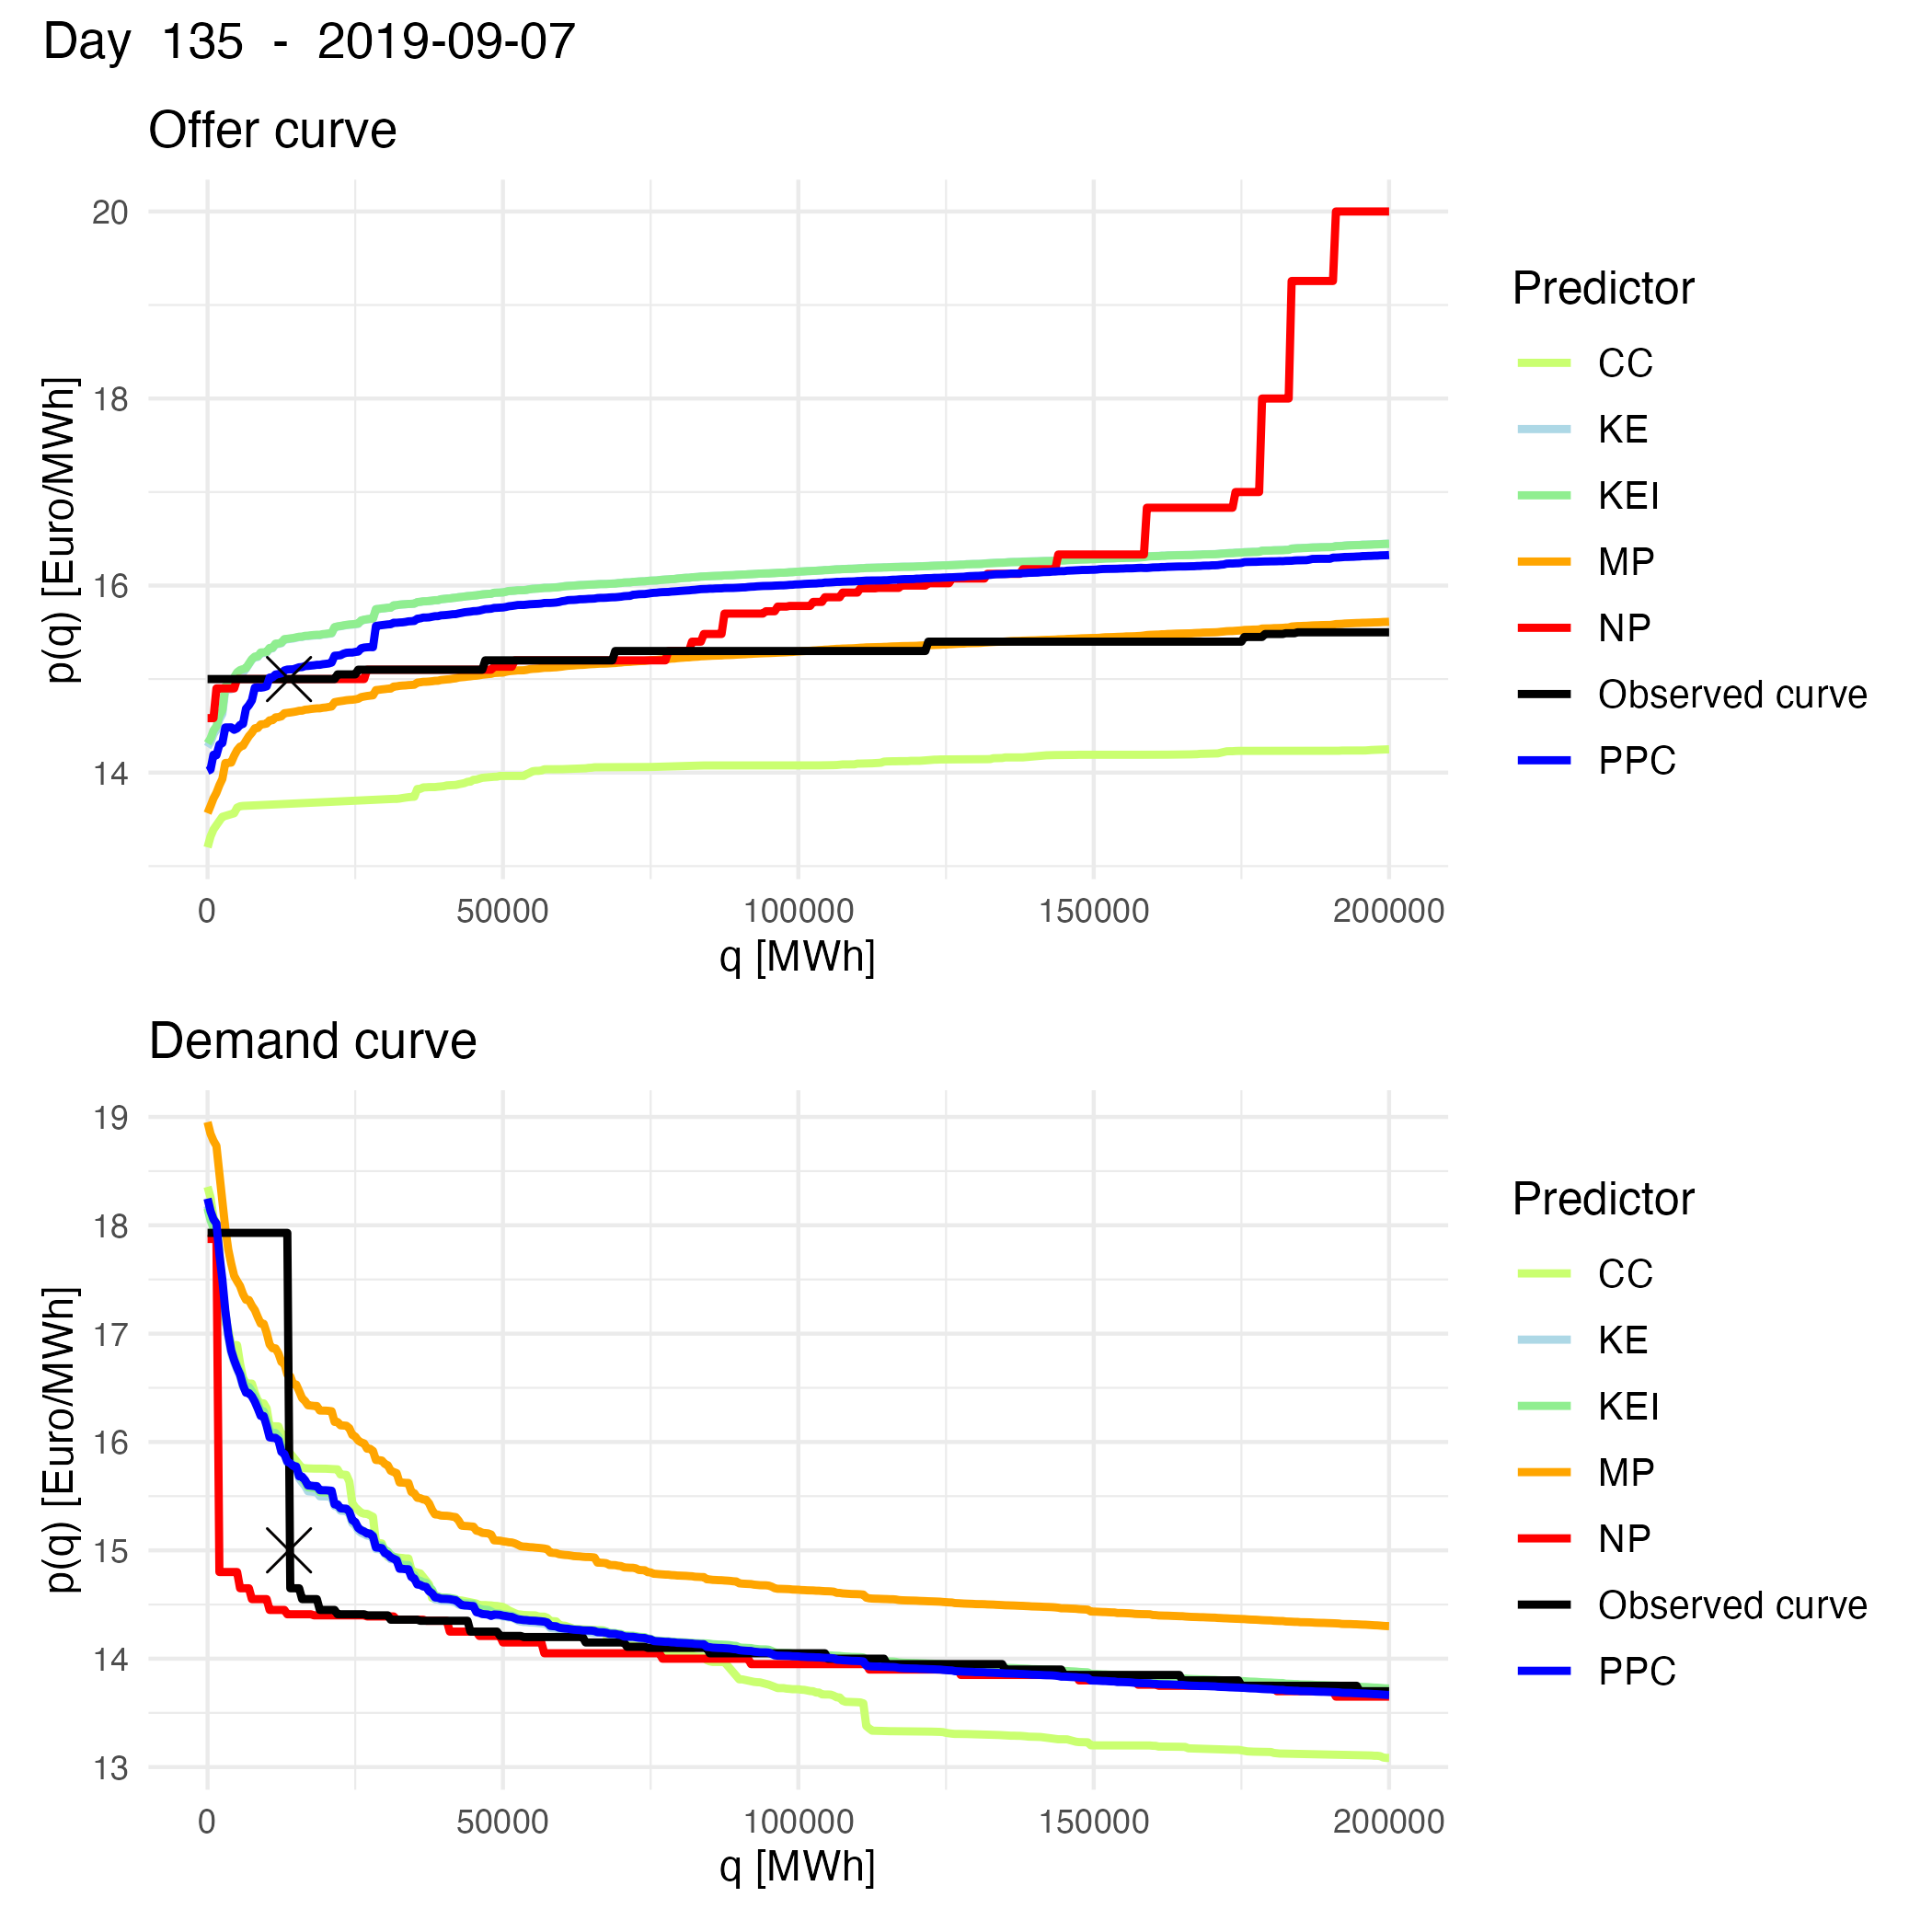 Day 135 - 2019-09-07
Offer curve
p(q) [Euro/MWh]
20
18
16
14
0 50000 100000 150000 200000
q [MWh]
Predictor
CC
KE
KEI
MP
NP
Observed curve
PPC
Demand curve
p(q) [Euro/MWh]
19
18
17
16
15
14
13
0 50000 100000 150000 200000
q [MWh]
Predictor
CC
KE
KEI
MP
NP
Observed curve
PPC